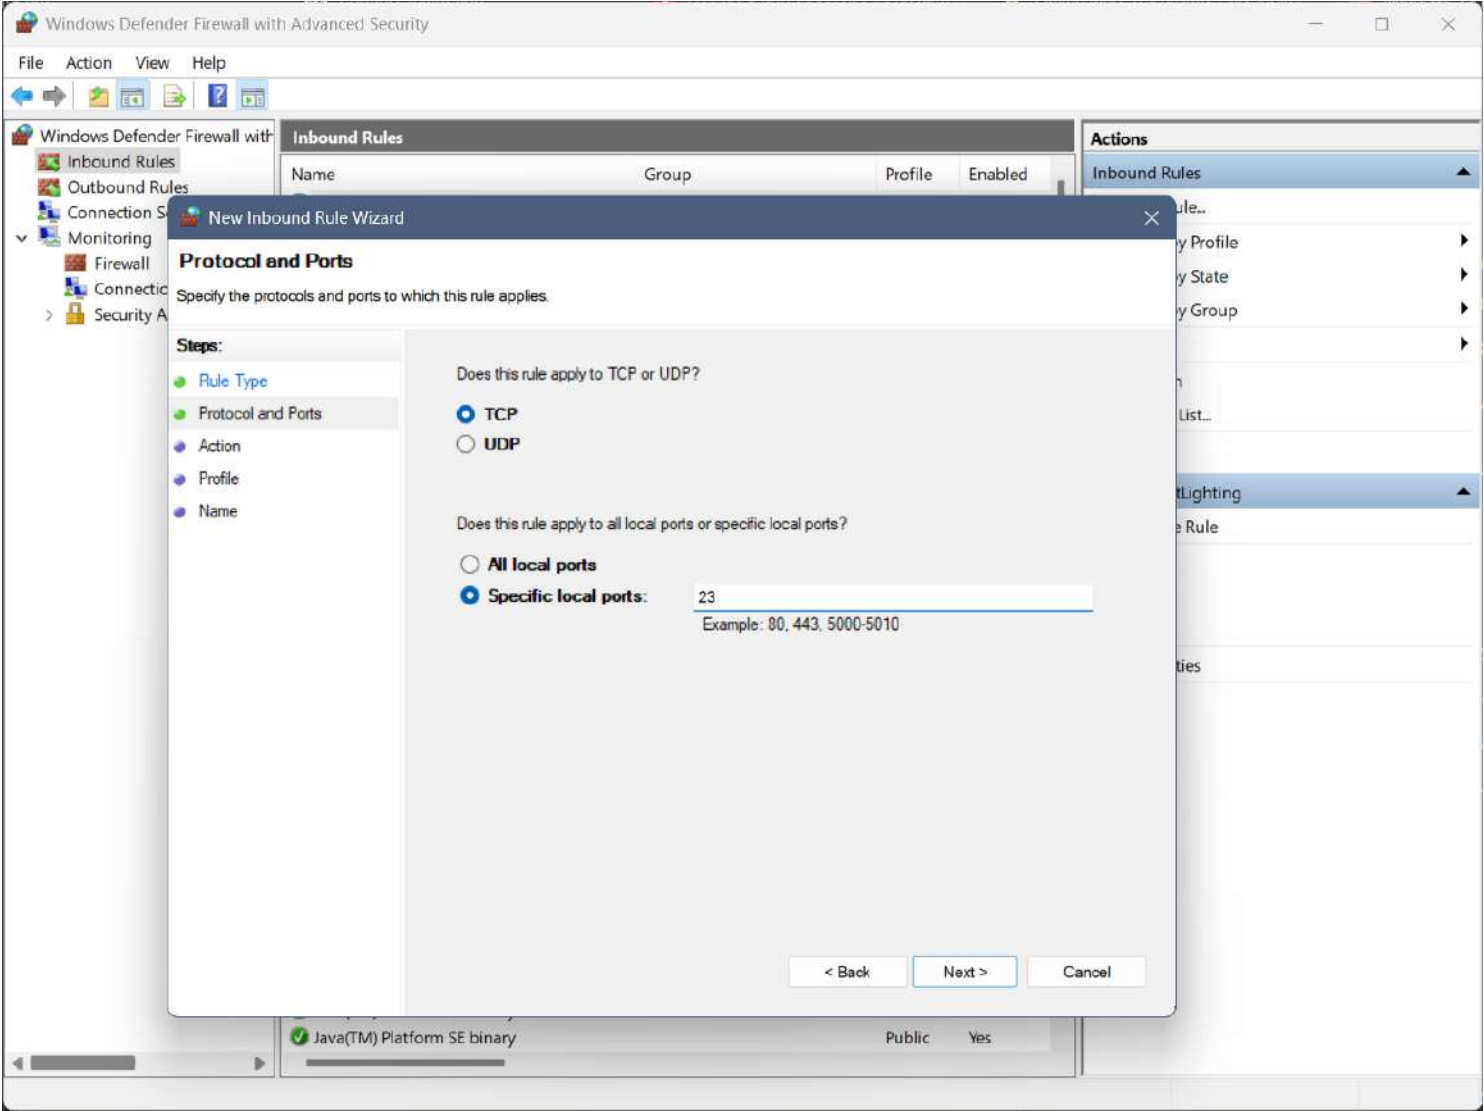 Windows Defender Firewall with Advanced Security
File Action View Help
Windows Defender Firewall with
Inbound Rules
Outbound Rules
Connection S
Monitoring
Firewall
Connectic
Security A
Inbound Rules
Name Group Profile Enabled
Actions
Inbound Rules
ule...
y Profile
y State
y Group
List...
tLighting
e Rule
ties
New Inbound Rule Wizard
Protocol and Ports
Specify the protocols and ports to which this rule applies.
Steps:
Rule Type
Protocol and Ports
Action
Profile
Name
Does this rule apply to TCP or UDP?
TCP
UDP
Does this rule apply to all local ports or specific local ports?
All local ports
Specific local ports: 23
Example: 80, 443, 5000-5010
< Back Next > Cancel
Java(TM) Platform SE binary Public Yes